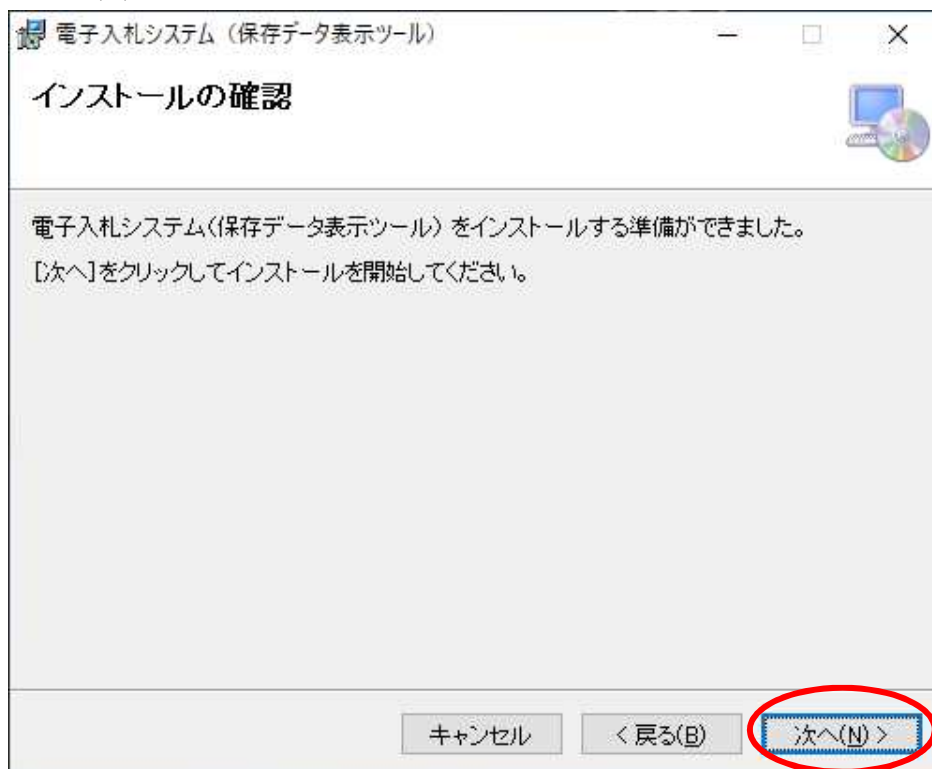 電子入札システム（保存データ表示ツール）
インストールの確認
電子入札システム（保存データ表示ツール）をインストールする準備ができました。
[次へ]をクリックしてインストールを開始してください。
キャンセル
< 戻る(B)
次へ(N) >